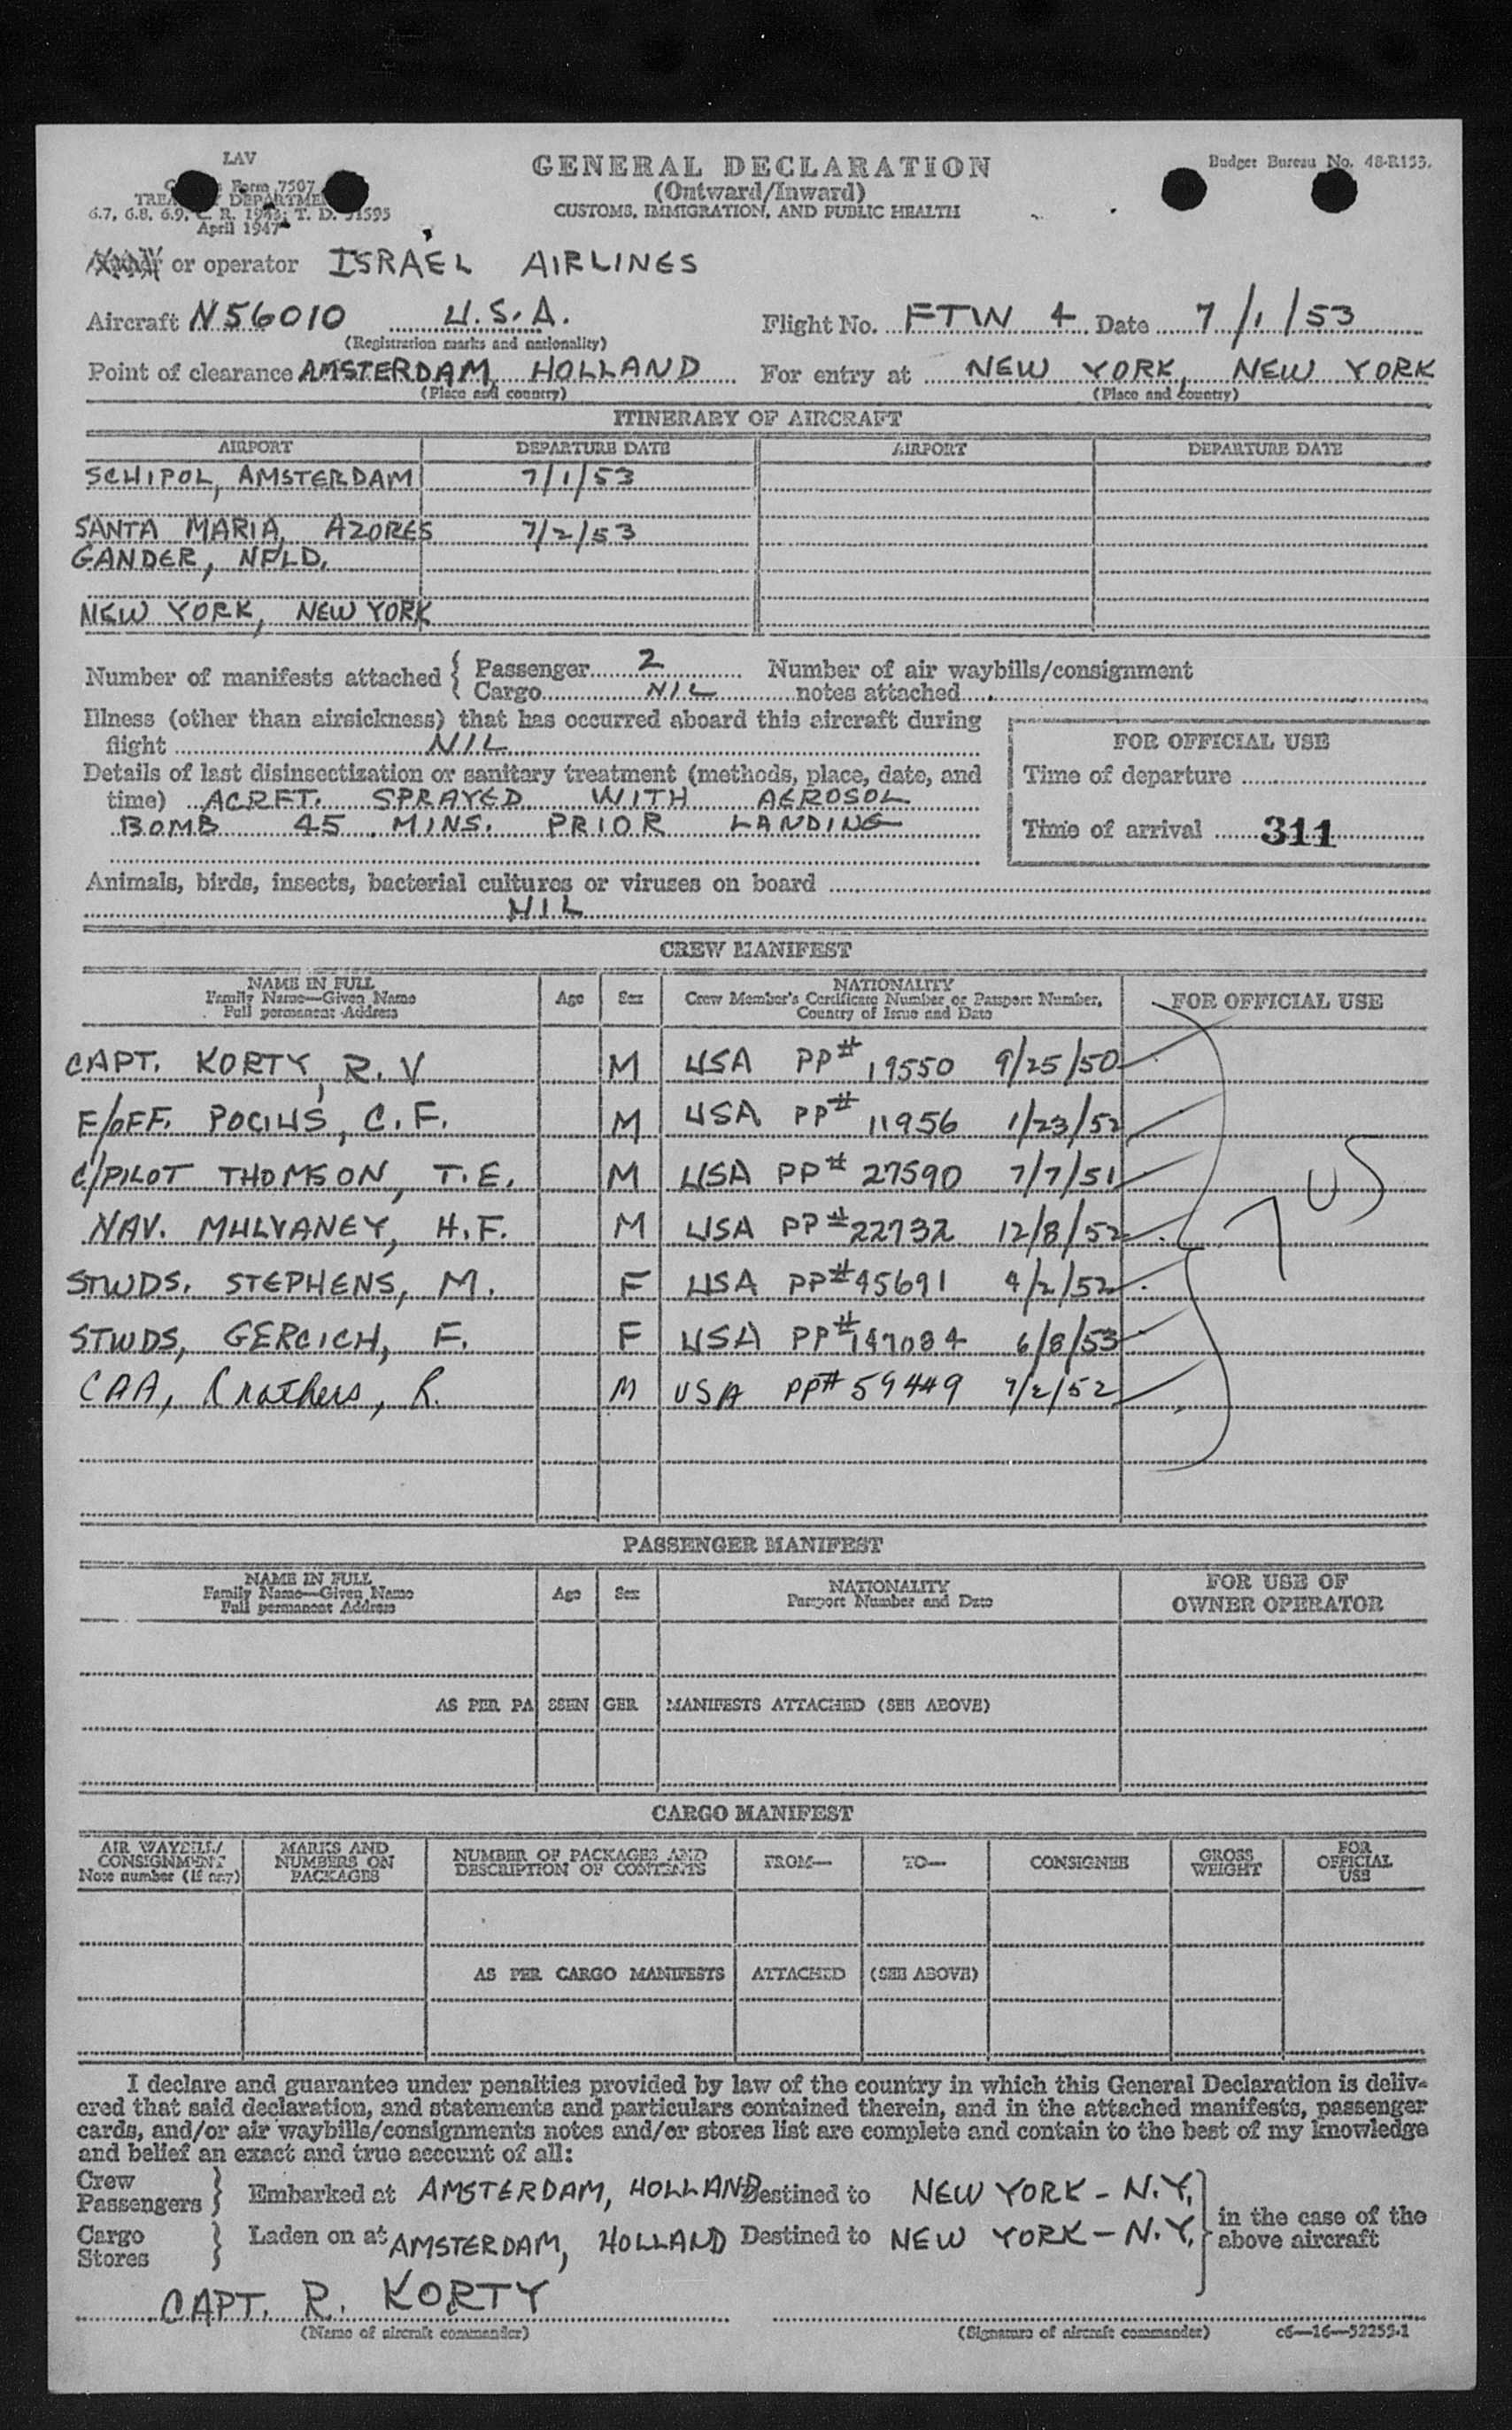 LAV
Form 7507
TREASURY DEPARTMENT
6.7, 6.8, 6.9, C. R. 1943; T. D. 51595
April 1947
GENERAL DECLARATION
(Outward/Inward)
CUSTOMS, IMMIGRATION, AND PUBLIC HEALTH
Budget Bureau No. 48-R153.
or operator ISRAEL AIRLINES
Aircraft N56010 U.S.A. Flight No. FTW 4 Date 7/1/53
(Registration marks and nationality)
Point of clearance AMSTERDAM, HOLLAND For entry at NEW YORK, NEW YORK
(Place and country) (Place and country)
ITINERARY OF AIRCRAFT
AIRPORT DEPARTURE DATE AIRPORT DEPARTURE DATE
SCHIPOL, AMSTERDAM 7/1/53
SANTA MARIA, AZORES 7/2/53
GANDER, NFLD.
NEW YORK, NEW YORK
Number of manifests attached { Passenger 2 Number of air waybills/consignment
Cargo NIL notes attached
Illness (other than airsickness) that has occurred aboard this aircraft during
flight NIL
Details of last disinsectization or sanitary treatment (methods, place, date, and
time) ACRFT. SPRAYED WITH AEROSOL
BOMB 45 MINS. PRIOR LANDING
FOR OFFICIAL USE
Time of departure
Time of arrival 311
Animals, birds, insects, bacterial cultures or viruses on board
NIL
CREW MANIFEST
NAME IN FULL
Family Name—Given Name
Full permanent Address
Age
Sex
NATIONALITY
Crew Member's Certificate Number or Passport Number,
Country of Issue and Date
FOR OFFICIAL USE
CAPT. KORTY, R. V M USA PP# 19550 9/25/50
F/OFF. POCIUS, C. F. M USA PP# 11956 1/23/52
C/PILOT THOMSON, T.E. M USA PP# 27590 7/7/51
NAV. MULVANEY, H.F. M USA PP# 22732 12/8/52
STWDS. STEPHENS, M. F USA PP# 45691 4/2/52
STWDS, GERCICH, F. F USA PP# 147084 6/8/53
CAA, R. M USA PP# 59449 7/2/52
7 US
PASSENGER MANIFEST
NAME IN FULL
Family Name—Given Name
Full permanent Address
Age
Sex
NATIONALITY
Passport Number and Date
FOR USE OF
OWNER OPERATOR
AS PER PASSENGER MANIFESTS ATTACHED (SEE ABOVE)
CARGO MANIFEST
AIR WAYBILL/
CONSIGNMENT
Note number (if any)
MARKS AND
NUMBERS ON
PACKAGES
NUMBER OF PACKAGES AND
DESCRIPTION OF CONTENTS
FROM—
TO—
CONSIGNEE
GROSS
WEIGHT
FOR
OFFICIAL
USE
AS PER CARGO MANIFESTS ATTACHED (SEE ABOVE)
I declare and guarantee under penalties provided by law of the country in which this General Declaration is deliv-
ered that said declaration, and statements and particulars contained therein, and in the attached manifests, passenger
cards, and/or air waybills/consignments notes and/or stores list are complete and contain to the best of my knowledge
and belief an exact and true account of all:
Crew
Passengers } Embarked at AMSTERDAM, HOLLAND Destined to NEW YORK - N.Y.
Cargo
Stores } Laden on at AMSTERDAM, HOLLAND Destined to NEW YORK - N.Y.
in the case of the
above aircraft
CAPT. R. KORTY
(Name of aircraft commander) (Signature of aircraft commander) c6—16—52255-1